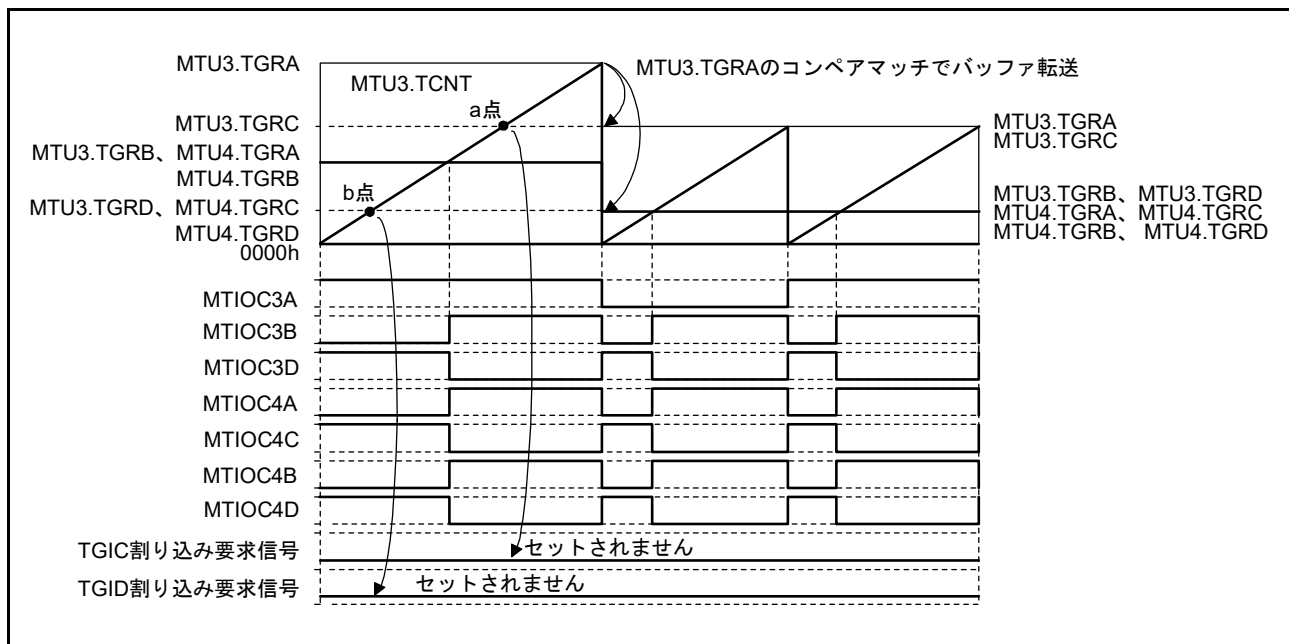 MTU3.TGRA
MTU3.TCNT
MTU3.TGRAのコンペアマッチでバッファ転送
a点
MTU3.TGRC
MTU3.TGRB、MTU4.TGRA
MTU4.TGRB
b点
MTU3.TGRD、MTU4.TGRC
MTU4.TGRD
0000h
MTU3.TGRA
MTU3.TGRC
MTU3.TGRB、MTU3.TGRD
MTU4.TGRA、MTU4.TGRC
MTU4.TGRB、 MTU4.TGRD
MTIOC3A
MTIOC3B
MTIOC3D
MTIOC4A
MTIOC4C
MTIOC4B
MTIOC4D
TGIC割り込み要求信号
セットされません
TGID割り込み要求信号
セットされません